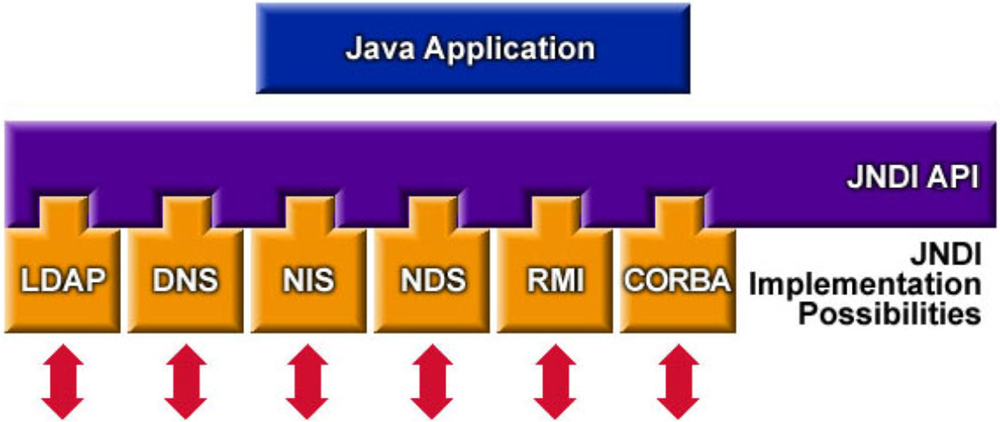 Java Application
JNDI API
LDAP
DNS
NIS
NDS
RMI
CORBA
JNDI
Implementation
Possibilities